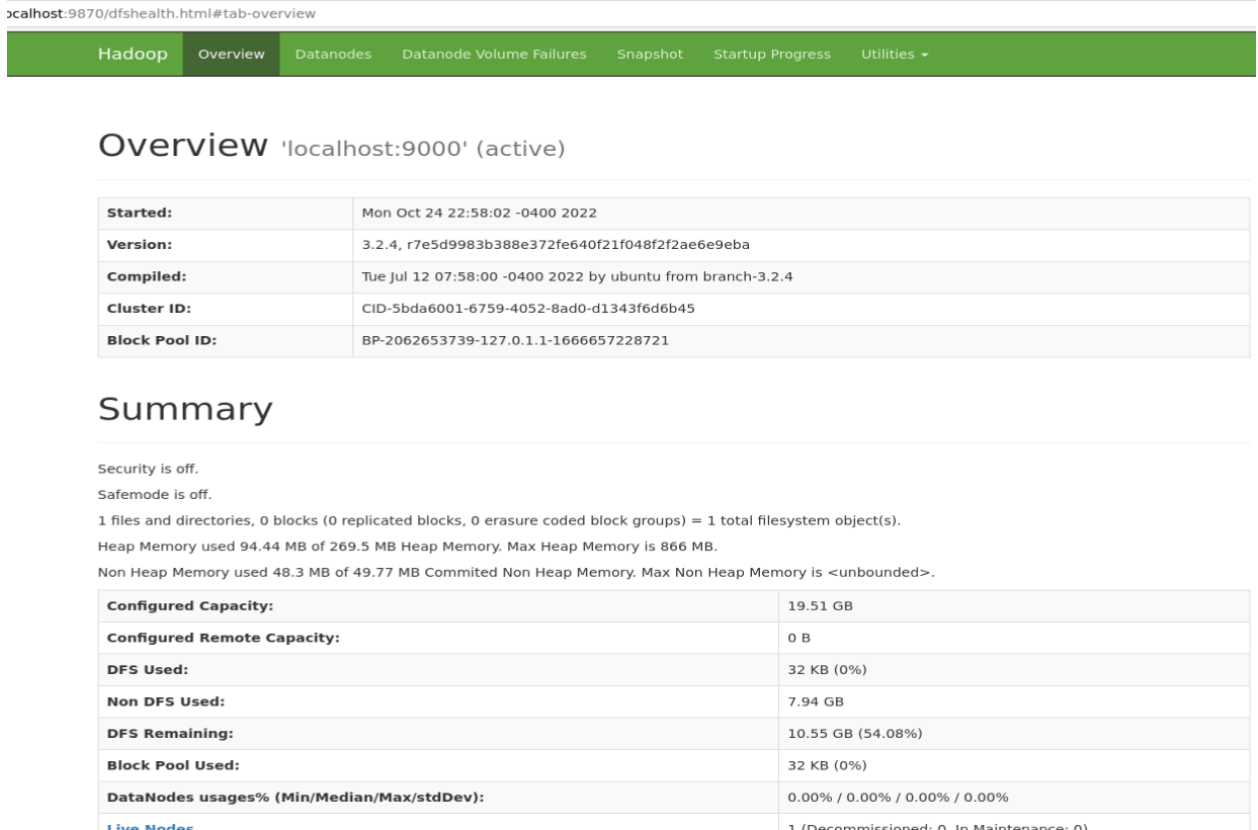 ocalhost:9870/dfshealth.html#tab-overview
Hadoop Overview Datanodes Datanode Volume Failures Snapshot Startup Progress Utilities
Overview 'localhost:9000' (active)
Started: Mon Oct 24 22:58:02 -0400 2022
Version: 3.2.4, r7e5d9983b388e372fe640f21f048f2f2ae6e9eba
Compiled: Tue Jul 12 07:58:00 -0400 2022 by ubuntu from branch-3.2.4
Cluster ID: CID-5bda6001-6759-4052-8ad0-d1343f6d6b45
Block Pool ID: BP-2062653739-127.0.1.1-1666657228721
Summary
Security is off.
Safemode is off.
1 files and directories, 0 blocks (0 replicated blocks, 0 erasure coded block groups) = 1 total filesystem object(s).
Heap Memory used 94.44 MB of 269.5 MB Heap Memory. Max Heap Memory is 866 MB.
Non Heap Memory used 48.3 MB of 49.77 MB Commited Non Heap Memory. Max Non Heap Memory is <unbounded>.
Configured Capacity: 19.51 GB
Configured Remote Capacity: 0 B
DFS Used: 32 KB (0%)
Non DFS Used: 7.94 GB
DFS Remaining: 10.55 GB (54.08%)
Block Pool Used: 32 KB (0%)
DataNodes usages% (Min/Median/Max/stdDev): 0.00% / 0.00% / 0.00% / 0.00%
Live Nodes 1 (Decommissioned: 0, In Maintenance: 0)